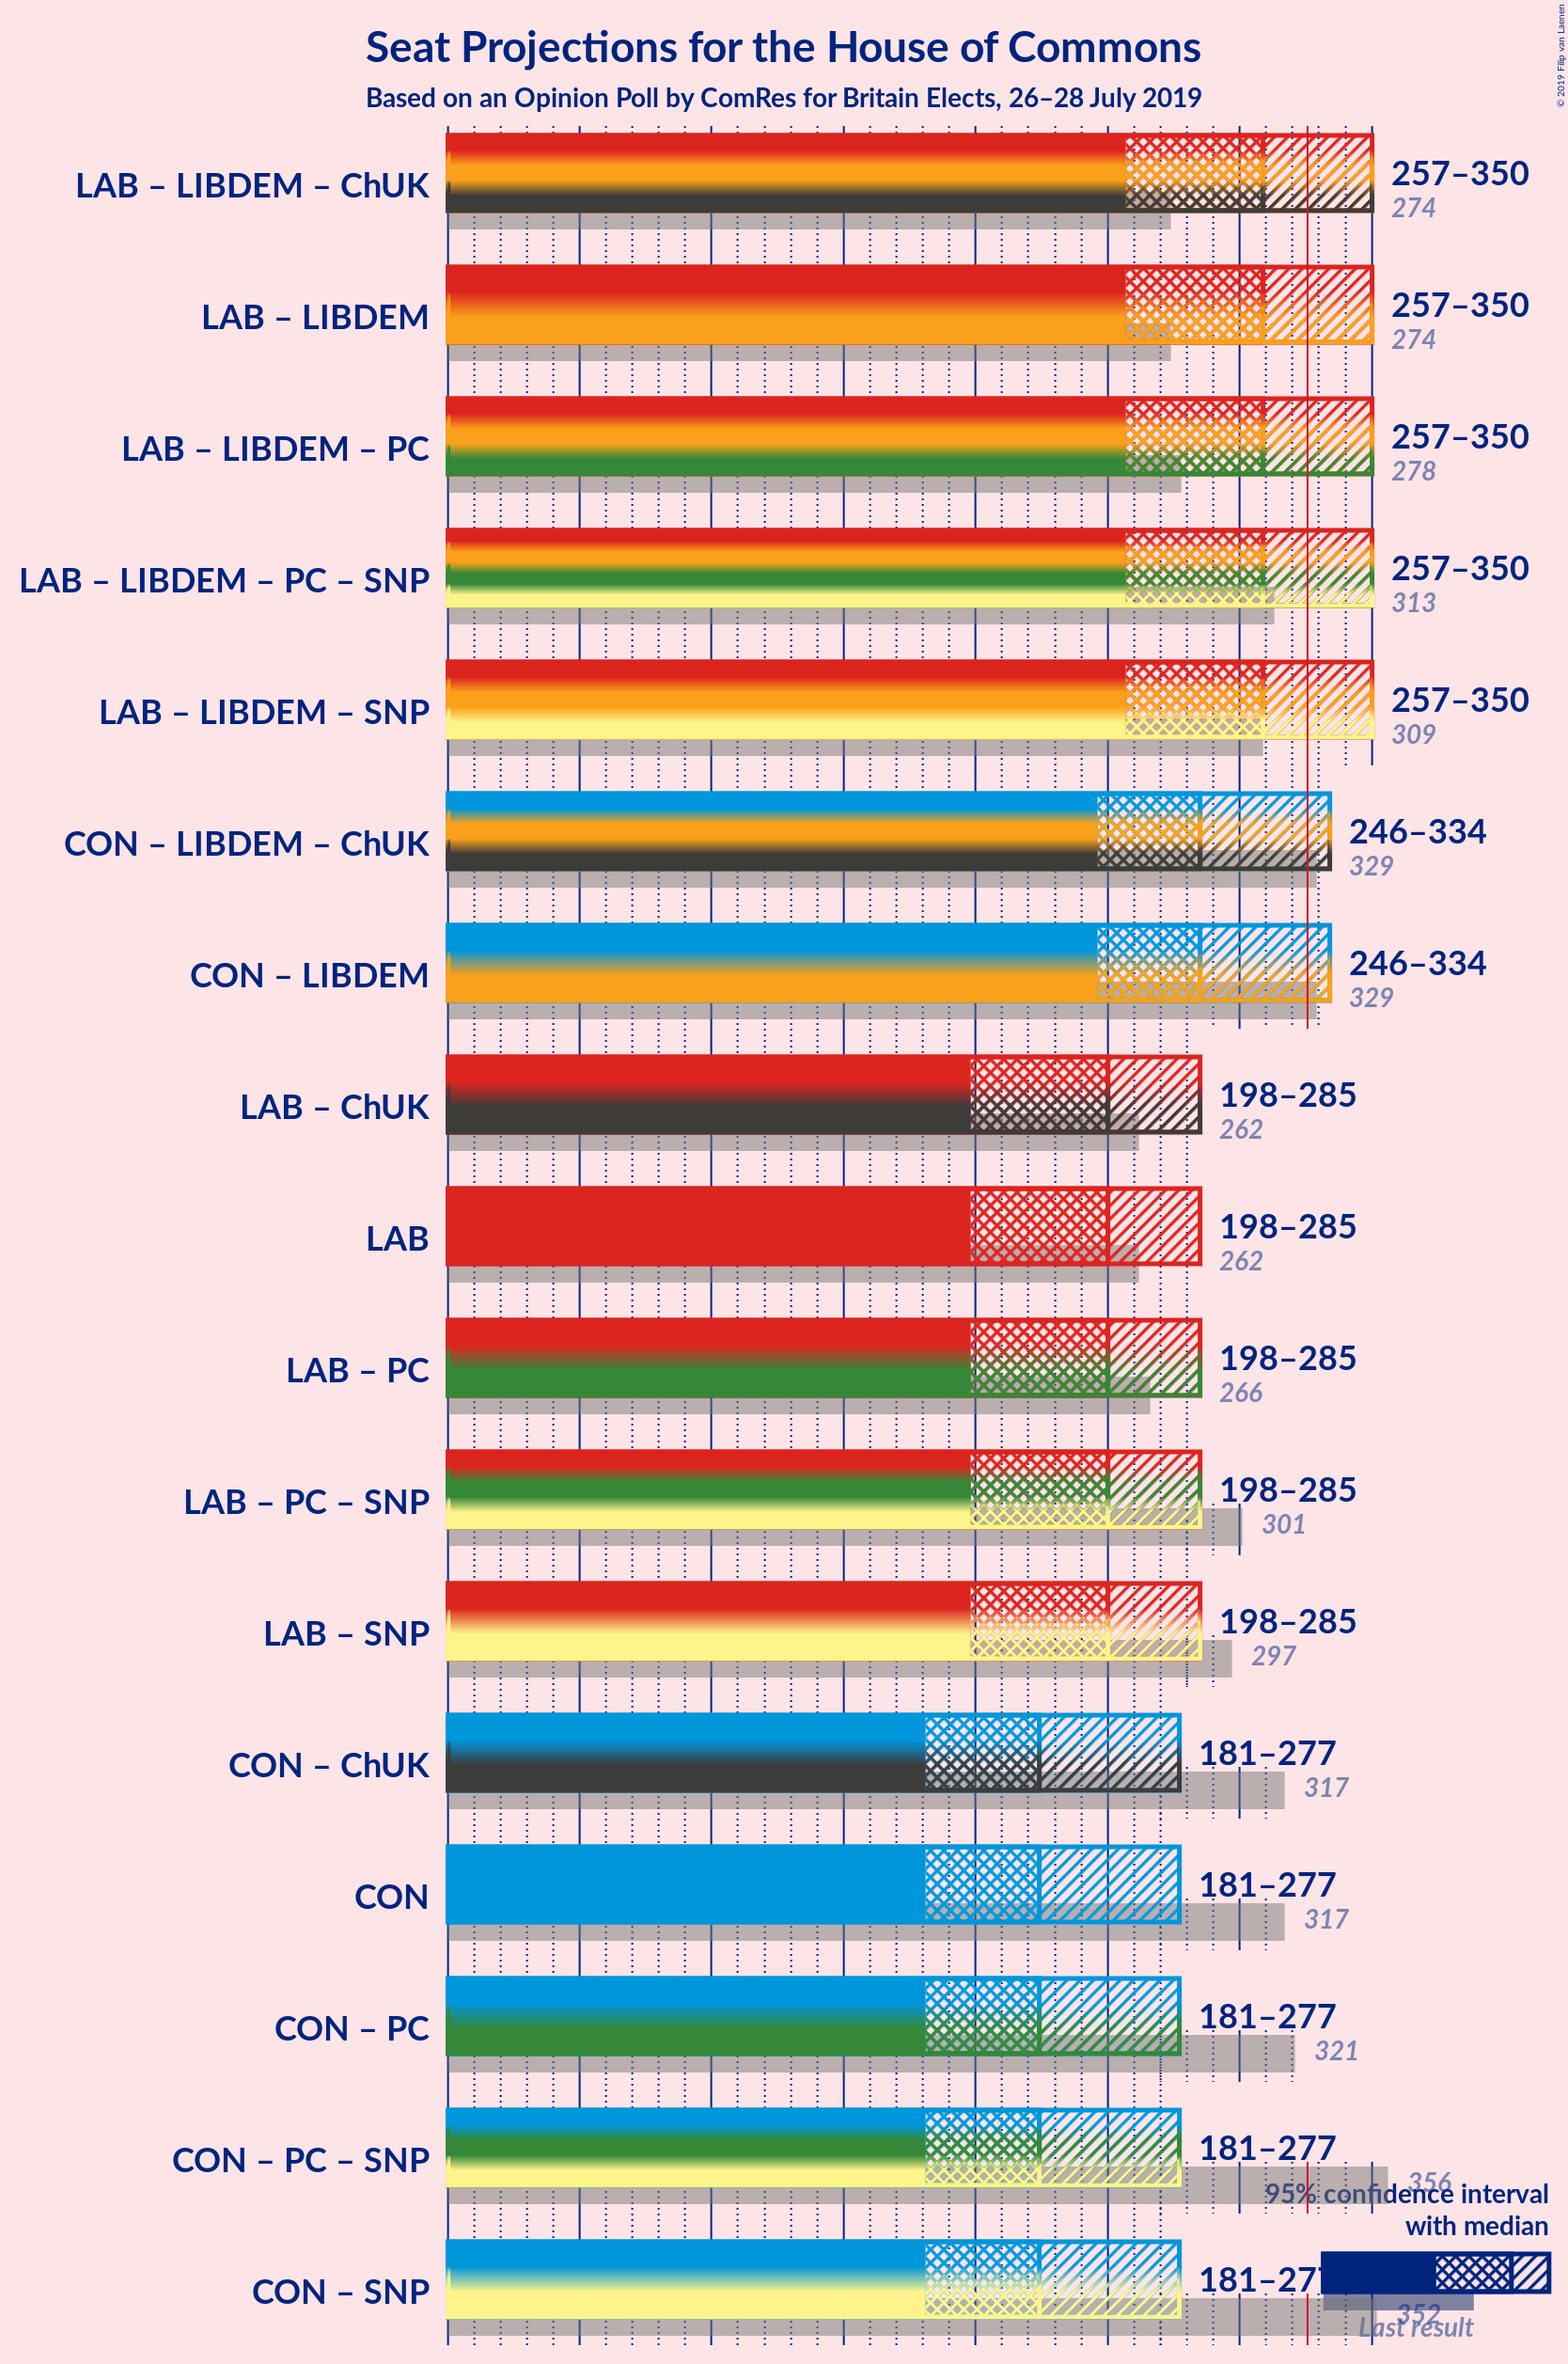 Seat Projections for the House of Commons
Based on an Opinion Poll by ComRes for Britain Elects, 26–28 July 2019
© 2019 Filip van Laenen
LAB – LIBDEM – ChUK
257–350
274
LAB – LIBDEM
257–350
274
LAB – LIBDEM – PC
257–350
278
LAB – LIBDEM – PC – SNP
257–350
313
LAB – LIBDEM – SNP
257–350
309
CON – LIBDEM – ChUK
246–334
329
CON – LIBDEM
246–334
329
LAB – ChUK
198–285
262
LAB
198–285
262
LAB – PC
198–285
266
LAB – PC – SNP
198–285
301
LAB – SNP
198–285
297
CON – ChUK
181–277
317
CON
181–277
317
CON – PC
181–277
321
CON – PC – SNP
181–277
356
95% confidence interval
with median
CON – SNP
181–277
352
Last result